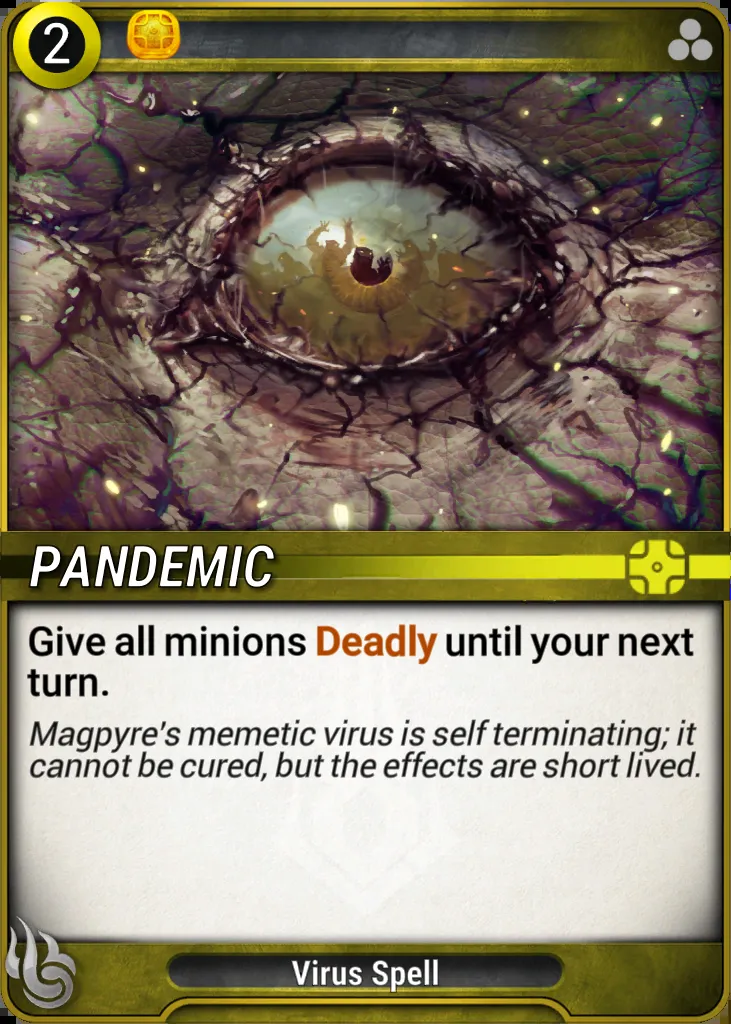 2
PANDEMIC
Give all minions Deadly until your next
turn.
Magpyre's memetic virus is self terminating; it
cannot be cured, but the effects are short lived.
Virus Spell